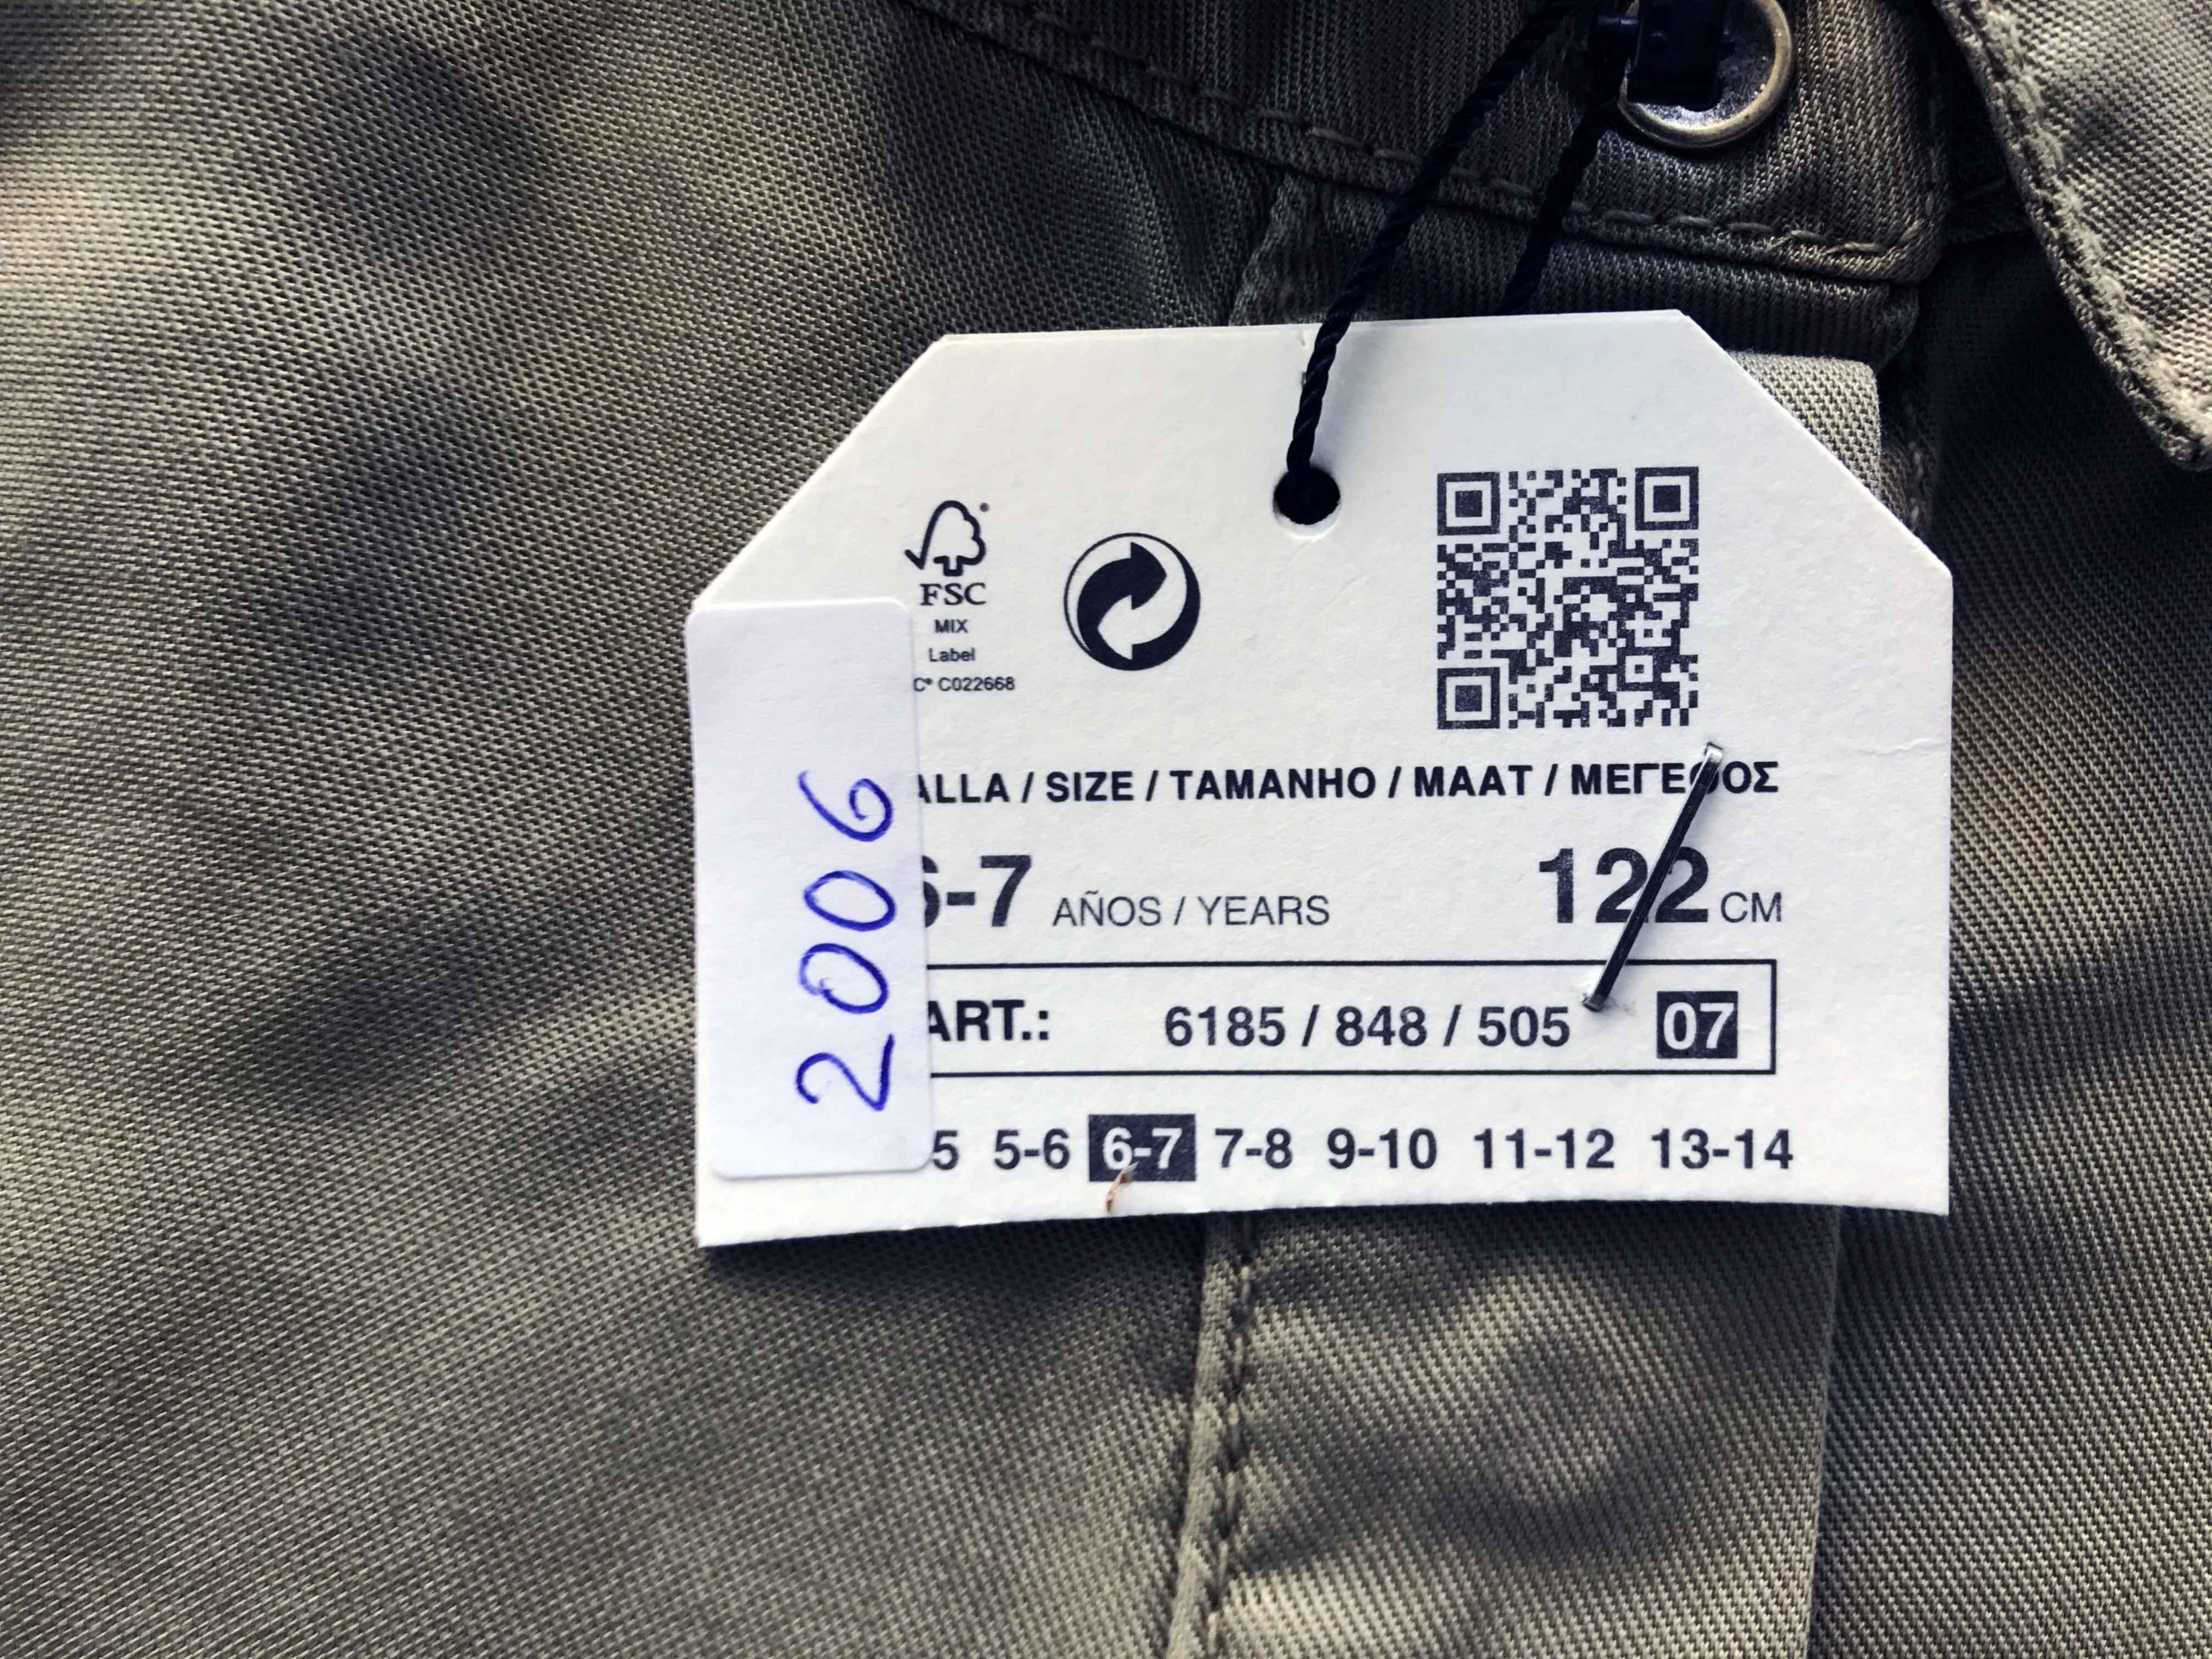 FSC
MIX
Label
C® C022668
ALLA / SIZE / TAMANHO / MAAT / ΜΕΓΕΘΟΣ
6-7 AÑOS / YEARS 122 CM
ART.: 6185 / 848 / 505 07
5 5-6 6-7 7-8 9-10 11-12 13-14
2006